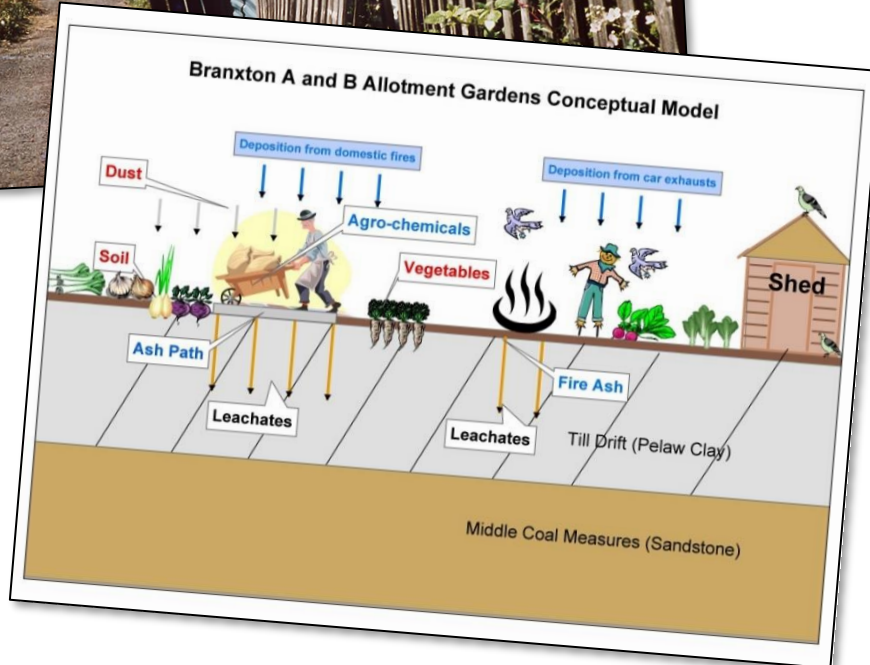 Branxton A and B Allotment Gardens Conceptual Model
Deposition from domestic fires
Deposition from car exhausts
Dust
Agro-chemicals
Soil
Vegetables
Shed
Ash Path
Fire Ash
Leachates
Leachates
Till Drift (Pelaw Clay)
Middle Coal Measures (Sandstone)